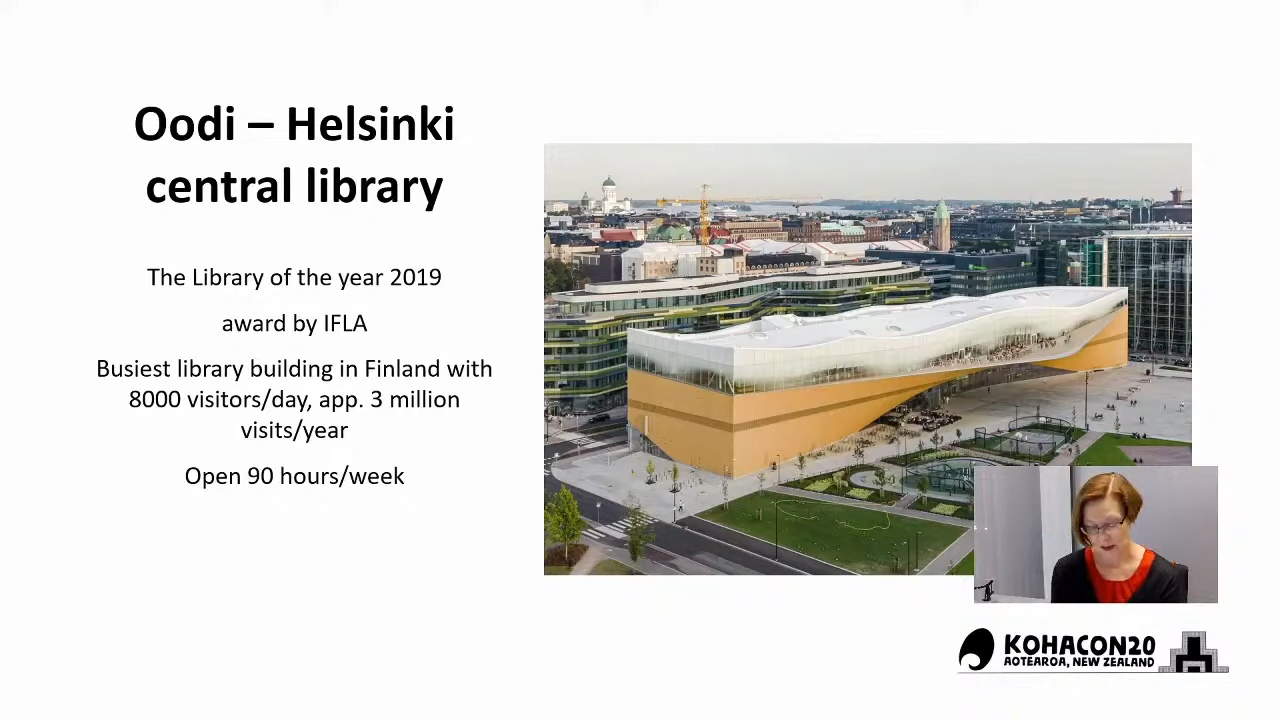 Oodi – Helsinki
central library
The Library of the year 2019
award by IFLA
Busiest library building in Finland with
8000 visitors/day, app. 3 million
visits/year
Open 90 hours/week
KOHACON20
AOTEAROA, NEW ZEALAND